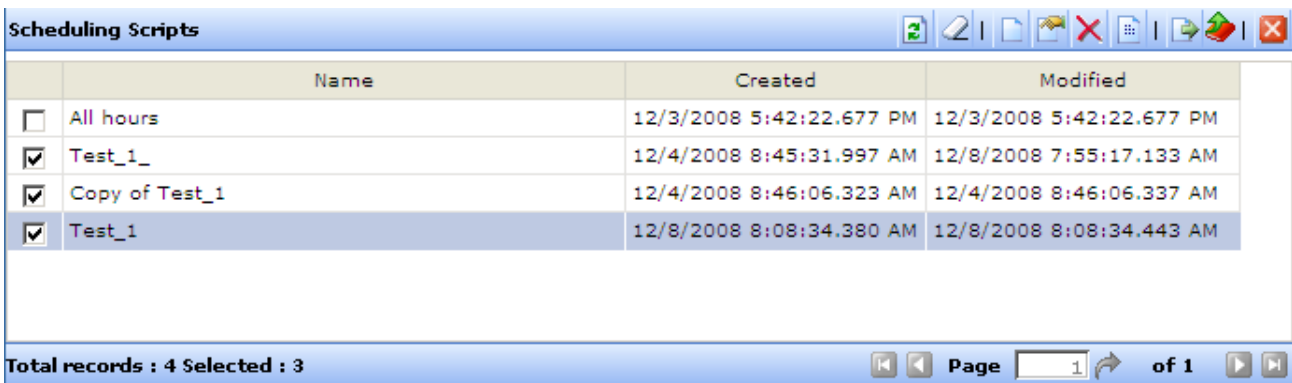 Scheduling Scripts
Name Created Modified
All hours 12/3/2008 5:42:22.677 PM 12/3/2008 5:42:22.677 PM
Test_1_ 12/4/2008 8:45:31.997 AM 12/8/2008 7:55:17.133 AM
Copy of Test_1 12/4/2008 8:46:06.323 AM 12/4/2008 8:46:06.337 AM
Test_1 12/8/2008 8:08:34.380 AM 12/8/2008 8:08:34.443 AM
Total records : 4 Selected : 3 Page 1 of 1